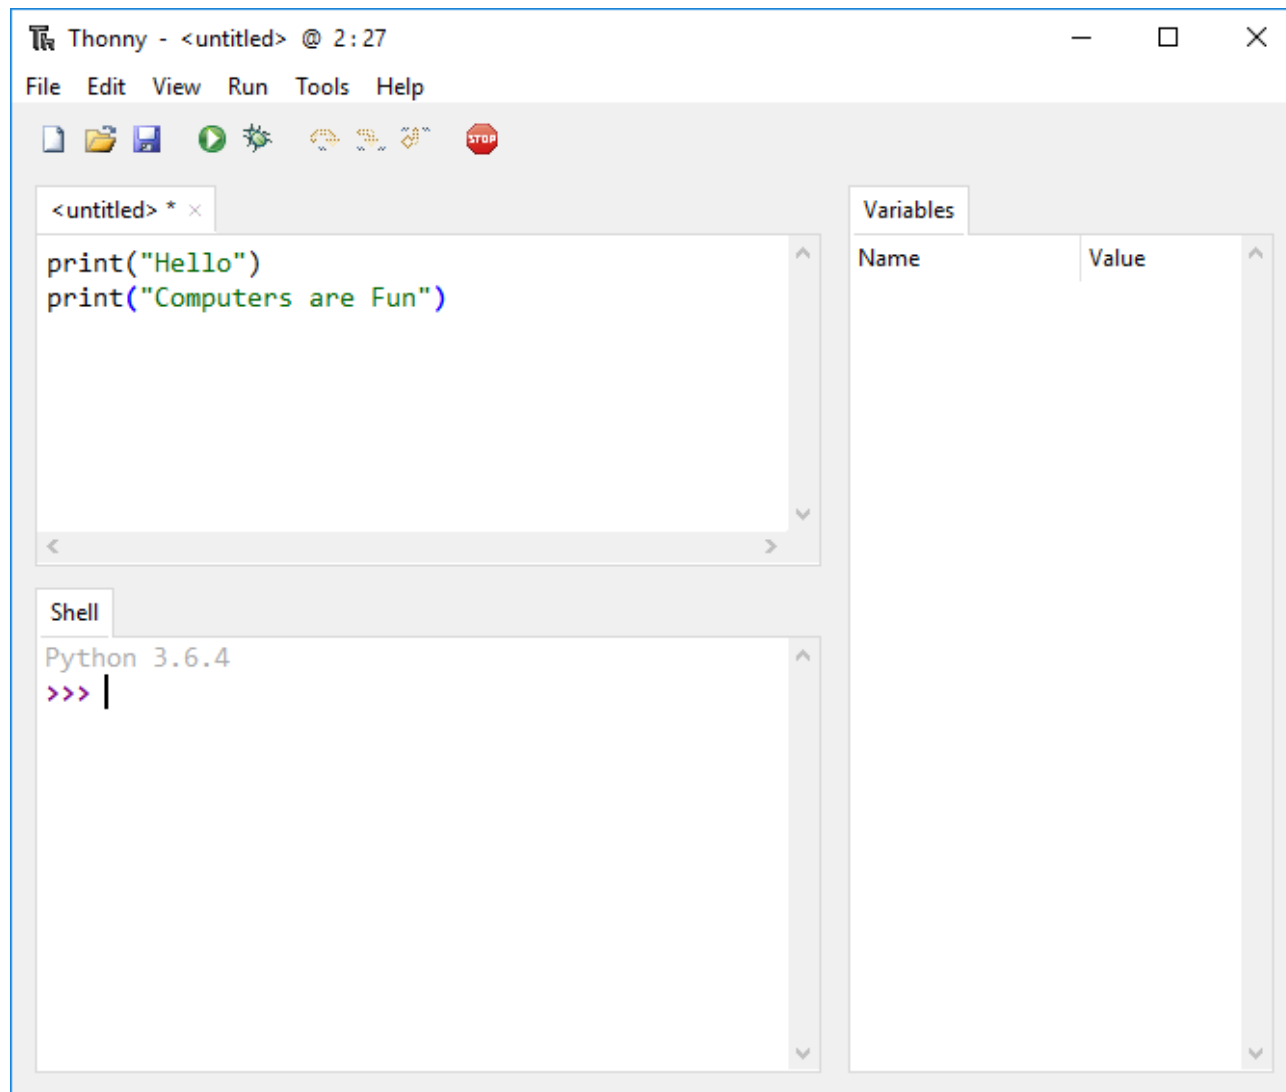 Thonny - <untitled> @ 2:27
File Edit View Run Tools Help
STOP
<untitled> *
print("Hello")
print("Computers are Fun")
Variables
Name Value
Shell
Python 3.6.4
>>>